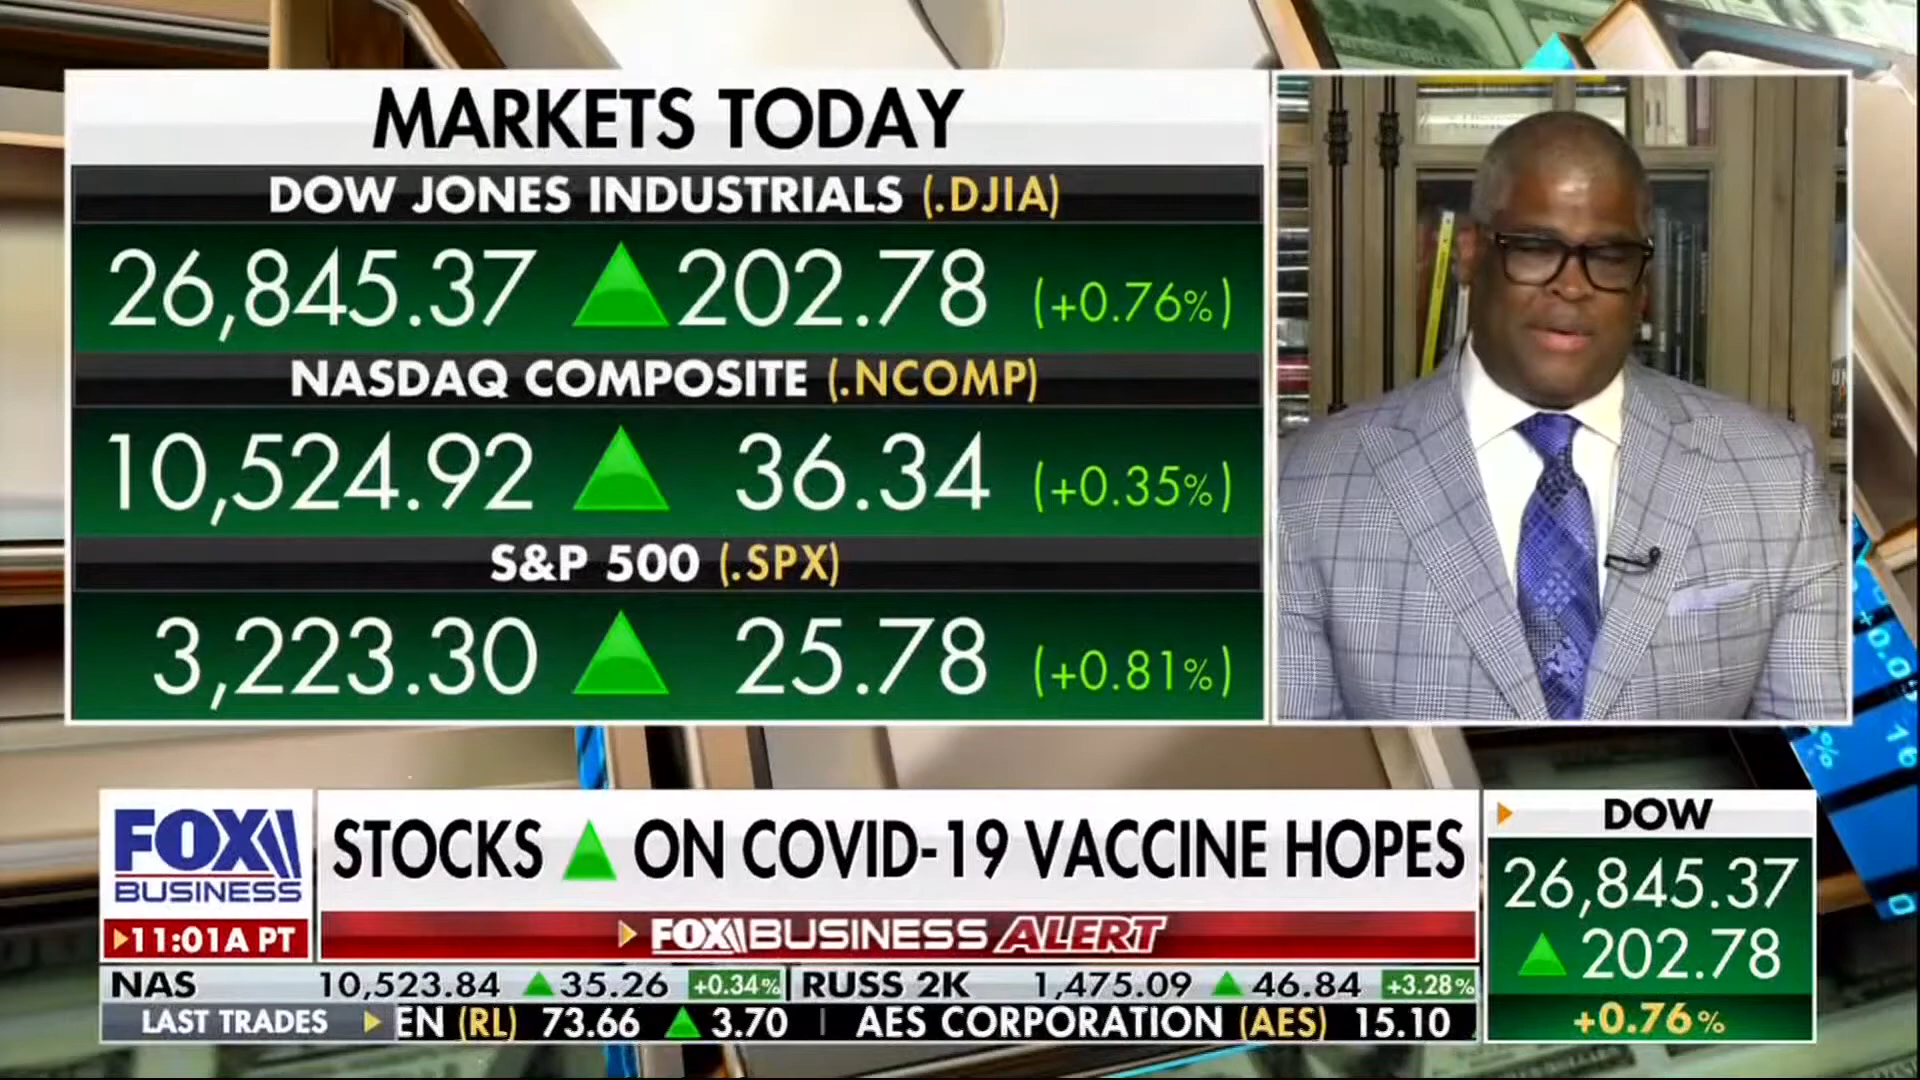 MARKETS TODAY
DOW JONES INDUSTRIALS (.DJIA)
26,845.37 ▲ 202.78 (+0.76%)
NASDAQ COMPOSITE (.NCOMP)
10,524.92 ▲ 36.34 (+0.35%)
S&P 500 (.SPX)
3,223.30 ▲ 25.78 (+0.81%)
FOX BUSINESS
11:01A PT
STOCKS ▲ ON COVID-19 VACCINE HOPES
FOX BUSINESS ALERT
DOW
26,845.37
▲ 202.78
+0.76%
NAS 10,523.84 ▲ 35.26 +0.34% RUSS 2K 1,475.09 ▲ 46.84 +3.28%
LAST TRADES EN (RL) 73.66 ▲ 3.70 AES CORPORATION (AES) 15.10